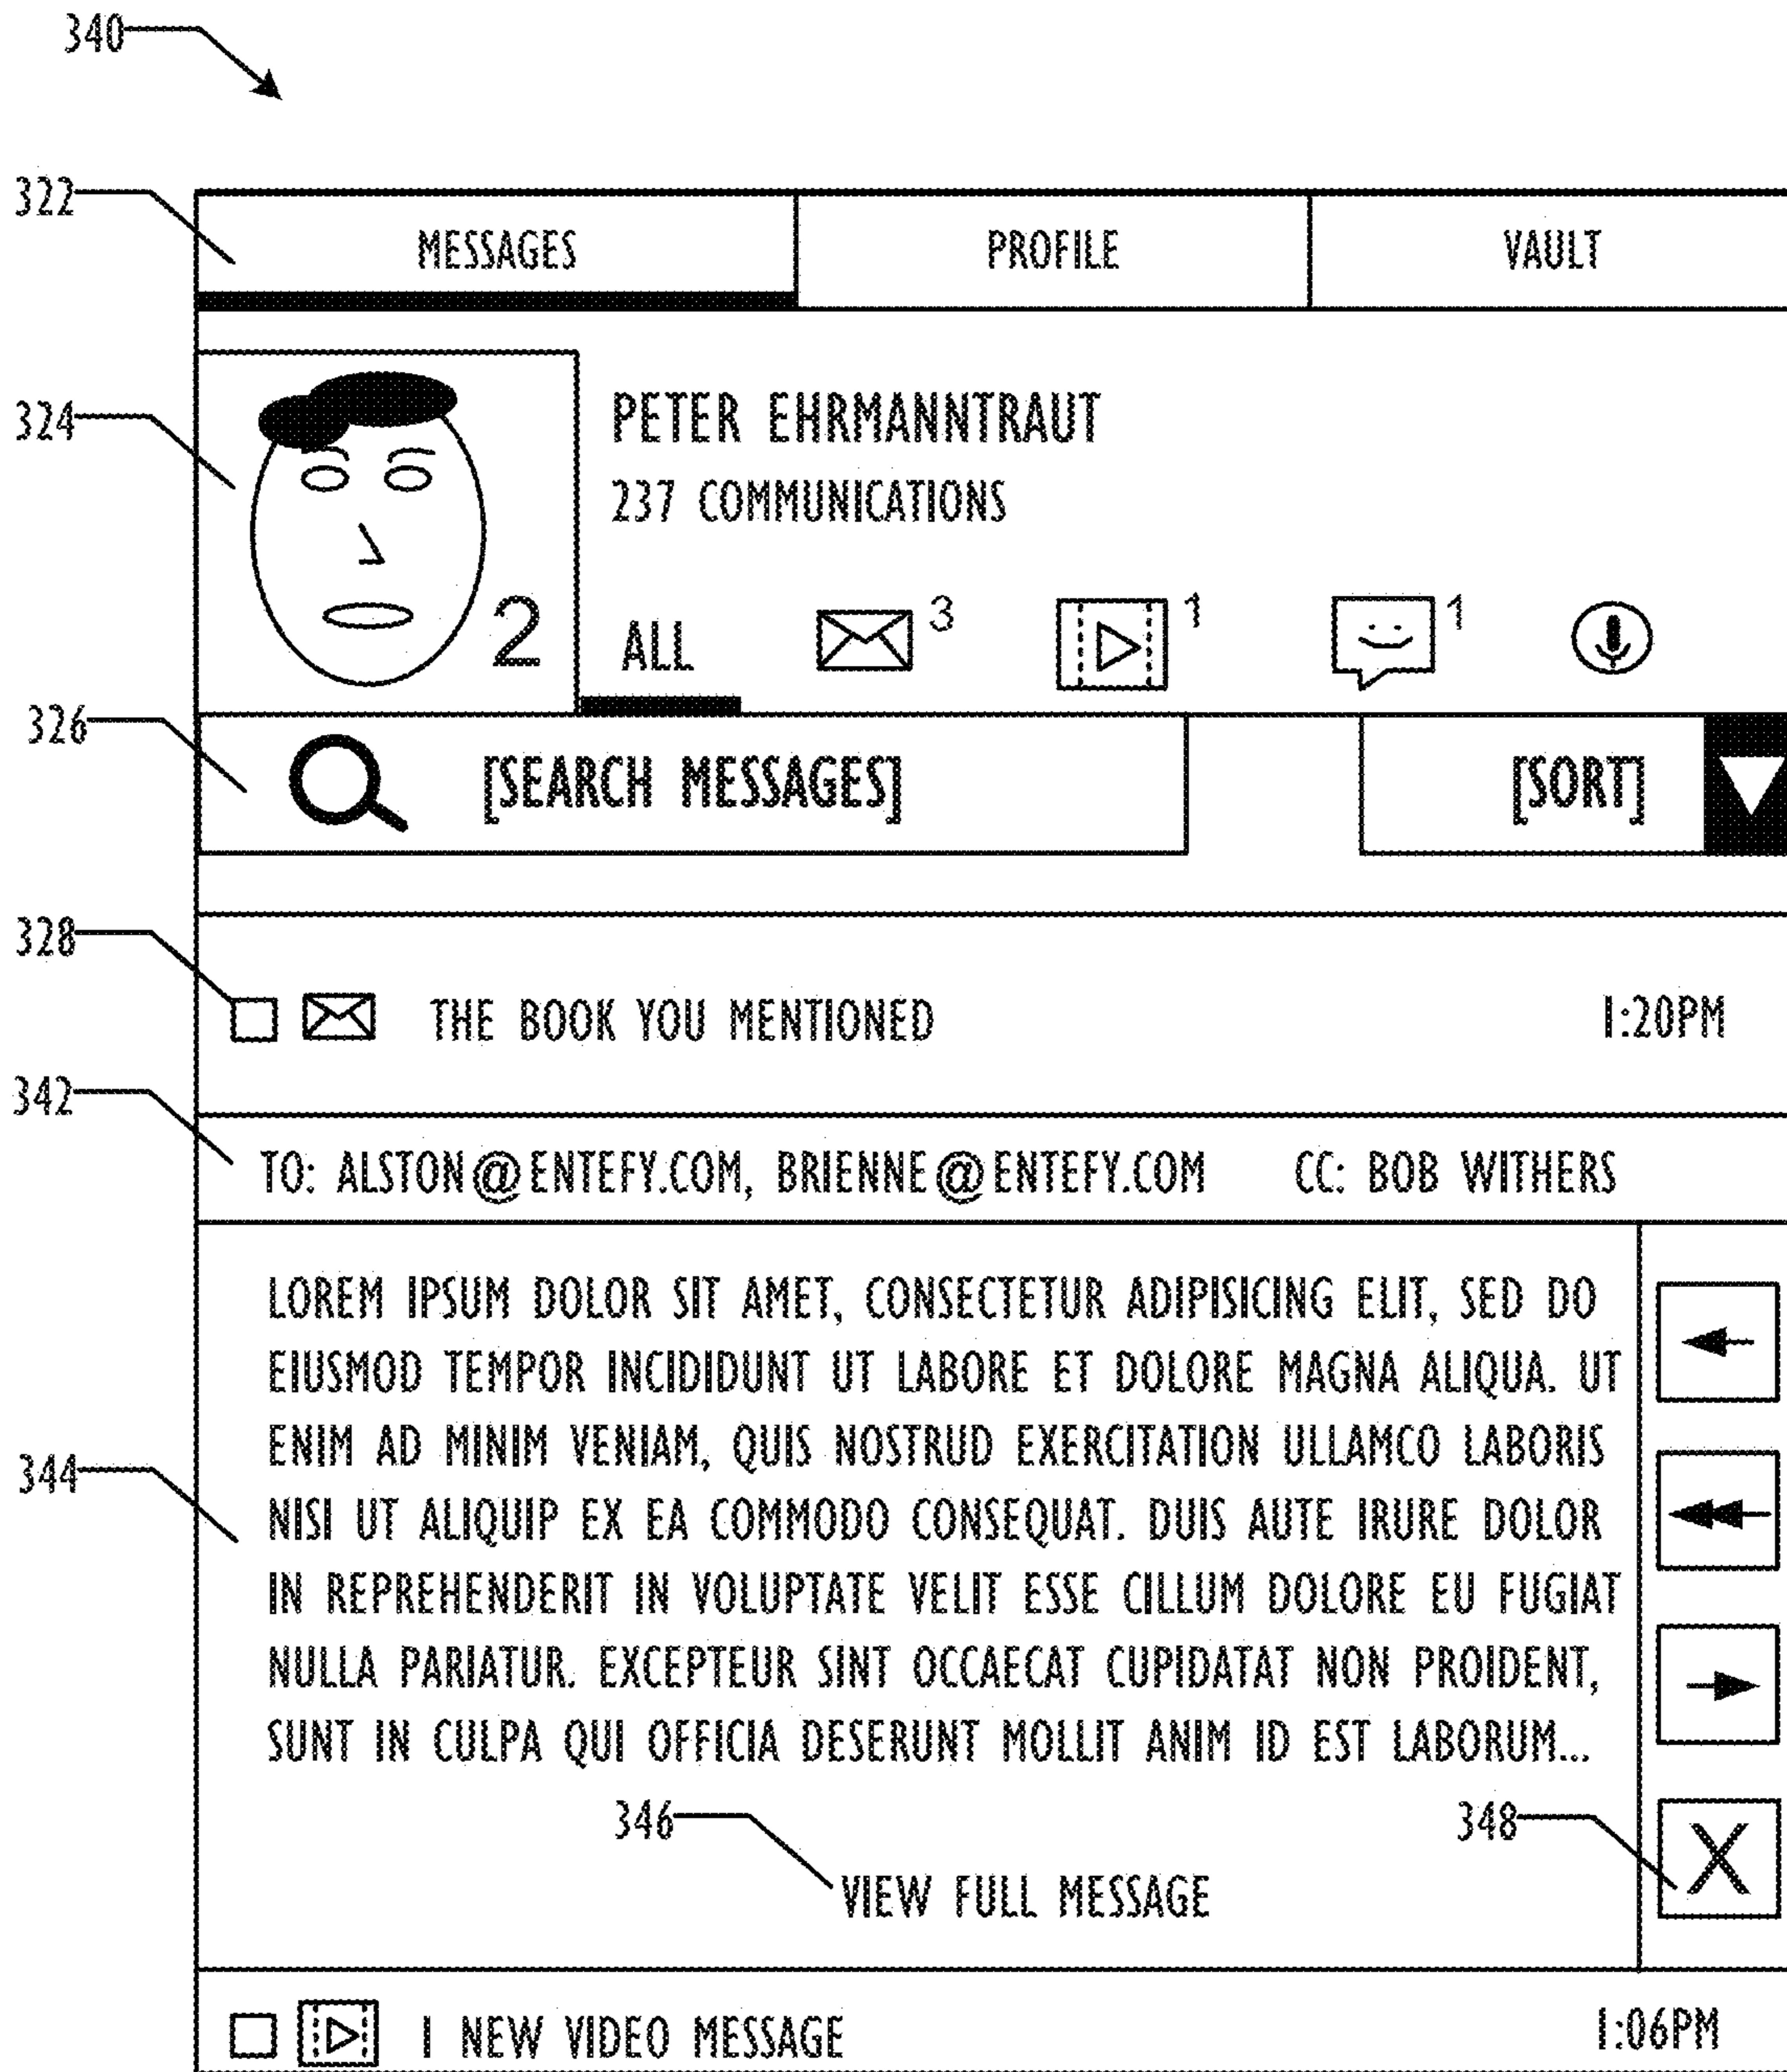 340
322
MESSAGES PROFILE VAULT
324
PETER EHRMANNTRAUT
237 COMMUNICATIONS
2 ALL 3 1 1
326
[SEARCH MESSAGES] [SORT]
328
THE BOOK YOU MENTIONED 1:20PM
342
TO: ALSTON@ENTEFY.COM, BRIENNE@ENTEFY.COM CC: BOB WITHERS
LOREM IPSUM DOLOR SIT AMET, CONSECTETUR ADIPISICING ELIT, SED DO
EIUSMOD TEMPOR INCIDIDUNT UT LABORE ET DOLORE MAGNA ALIQUA. UT
ENIM AD MINIM VENIAM, QUIS NOSTRUD EXERCITATION ULLAMCO LABORIS
344
NISI UT ALIQUIP EX EA COMMODO CONSEQUAT. DUIS AUTE IRURE DOLOR
IN REPREHENDERIT IN VOLUPTATE VELIT ESSE CILLUM DOLORE EU FUGIAT
NULLA PARIATUR. EXCEPTEUR SINT OCCAECAT CUPIDATAT NON PROIDENT,
SUNT IN CULPA QUI OFFICIA DESERUNT MOLLIT ANIM ID EST LABORUM...
346 348
X
VIEW FULL MESSAGE
1 NEW VIDEO MESSAGE 1:06PM